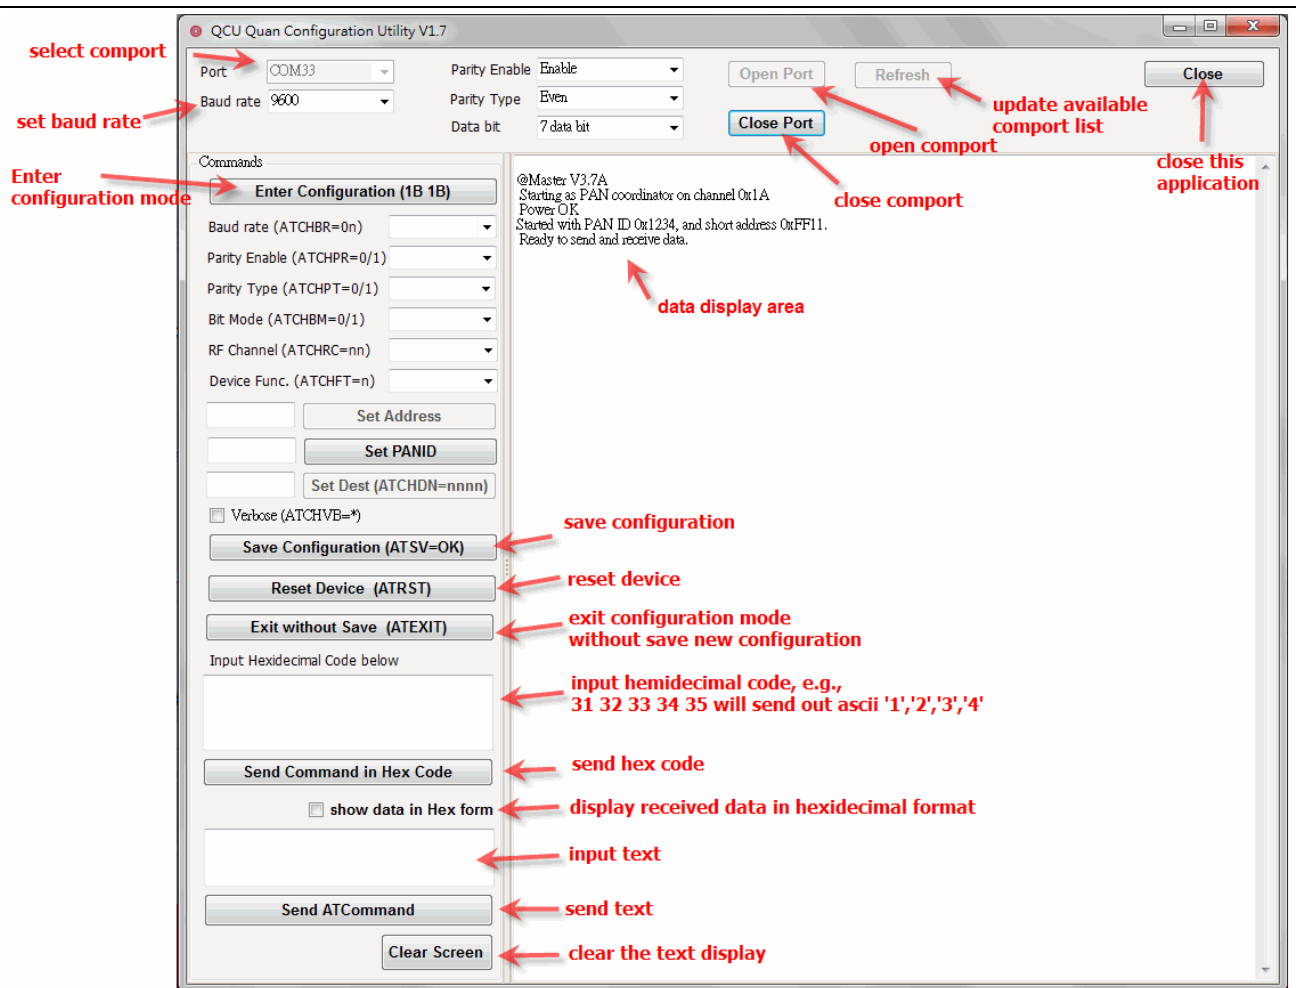 QCU Quan Configuration Utility V1.7
select comport
Port COM33
Parity Enable Enable
Open Port
Refresh
Close
Baud rate 9600
Parity Type Even
set baud rate
Data bit 7 data bit
Close Port
update available
comport list
open comport
close this
application
Commands
Enter
configuration mode
Enter Configuration (1B 1B)
close comport
@Master V3.7A
Starting as PAN coordinator on channel 0x1A
Power OK
Started with PAN ID 0x1234, and short address 0xFF11.
Ready to send and receive data.
data display area
Baud rate (ATCHBR=0n)
Parity Enable (ATCHPR=0/1)
Parity Type (ATCHPT=0/1)
Bit Mode (ATCHBM=0/1)
RF Channel (ATCHRC=nn)
Device Func. (ATCHFT=n)
Set Address
Set PANID
Set Dest (ATCHDN=nnnn)
Verbose (ATCHVB=*)
save configuration
Save Configuration (ATSV=OK)
reset device
Reset Device (ATRST)
exit configuration mode
without save new configuration
Exit without Save (ATEXIT)
Input Hexidecimal Code below
input hemidecimal code, e.g.,
31 32 33 34 35 will send out ascii '1','2','3','4'
Send Command in Hex Code
send hex code
show data in Hex form
display received data in hexidecimal format
input text
Send ATCommand
send text
Clear Screen
clear the text display